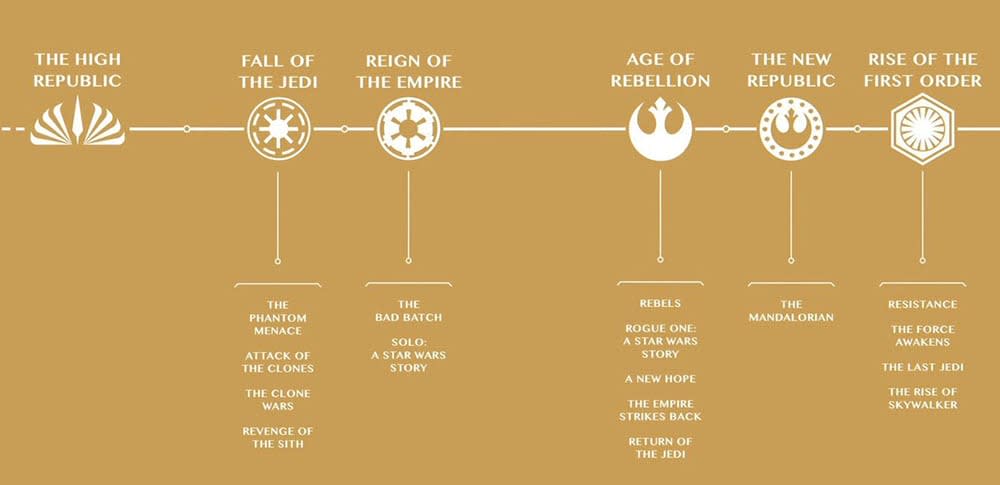 THE HIGH
REPUBLIC
FALL OF
THE JEDI
REIGN OF
THE EMPIRE
AGE OF
REBELLION
THE NEW
REPUBLIC
RISE OF THE
FIRST ORDER
THE
PHANTOM
MENACE
ATTACK OF
THE CLONES
THE CLONE
WARS
REVENGE OF
THE SITH
THE
BAD BATCH
SOLO:
A STAR WARS
STORY
REBELS
ROGUE ONE:
A STAR WARS
STORY
A NEW HOPE
THE EMPIRE
STRIKES BACK
RETURN OF
THE JEDI
THE
MANDALORIAN
RESISTANCE
THE FORCE
AWAKENS
THE LAST JEDI
THE RISE OF
SKYWALKER